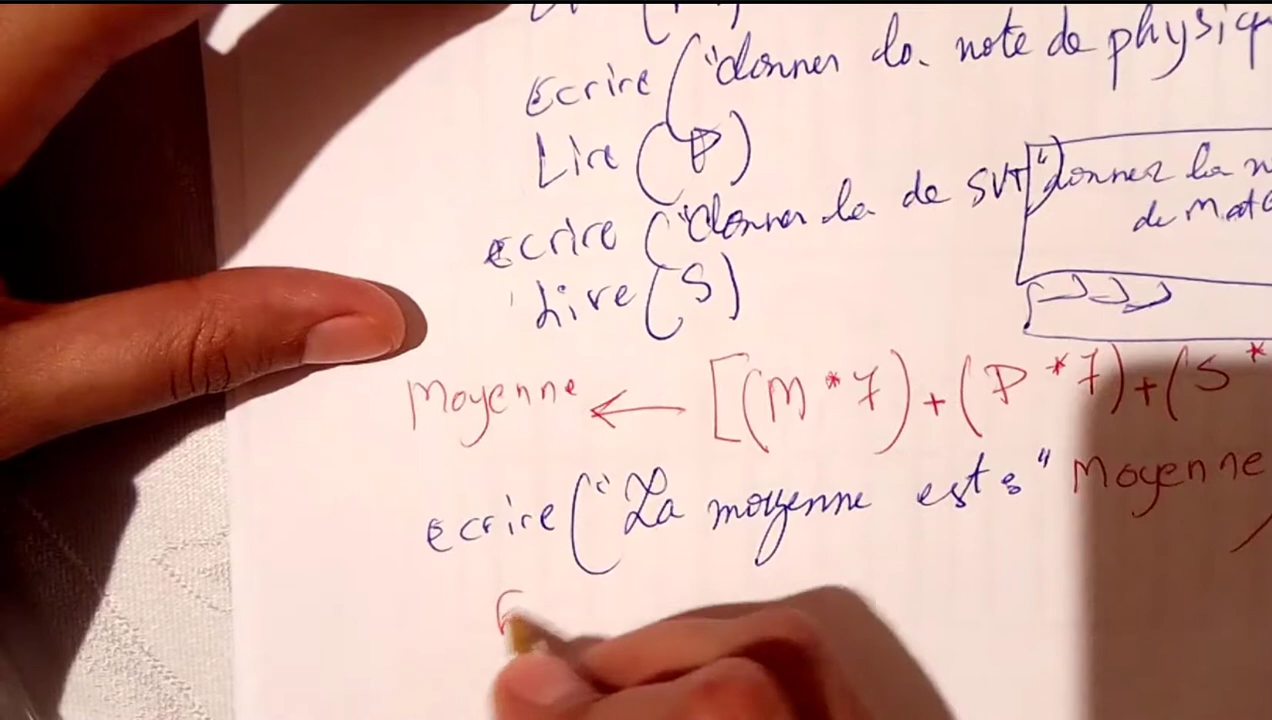 Ecrire ("donner la note de physiq
Lire (P)
ecrire ("donner la de SVT")
Lire (S)
donner la n
de mat
Moyenne ← [(M * 7) + (P * 7) + (S *
ecrire ("La moyenne est : " Moyenne